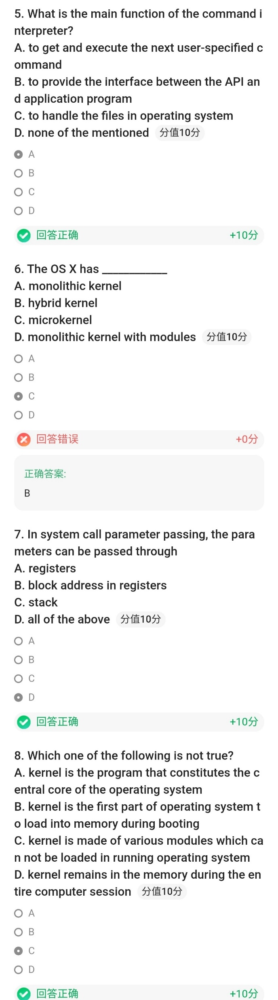 5. What is the main function of the command i
nterpreter?
A. to get and execute the next user-specified c
ommand
B. to provide the interface between the API an
d application program
C. to handle the files in operating system
D. none of the mentioned 分值10分
A
B
C
D
回答正确 +10分
6. The OS X has ____________
A. monolithic kernel
B. hybrid kernel
C. microkernel
D. monolithic kernel with modules 分值10分
A
B
C
D
回答错误 +0分
正确答案:
B
7. In system call parameter passing, the para
meters can be passed through
A. registers
B. block address in registers
C. stack
D. all of the above 分值10分
A
B
C
D
回答正确 +10分
8. Which one of the following is not true?
A. kernel is the program that constitutes the c
entral core of the operating system
B. kernel is the first part of operating system t
o load into memory during booting
C. kernel is made of various modules which ca
n not be loaded in running operating system
D. kernel remains in the memory during the en
tire computer session 分值10分
A
B
C
D
回答正确 +10分